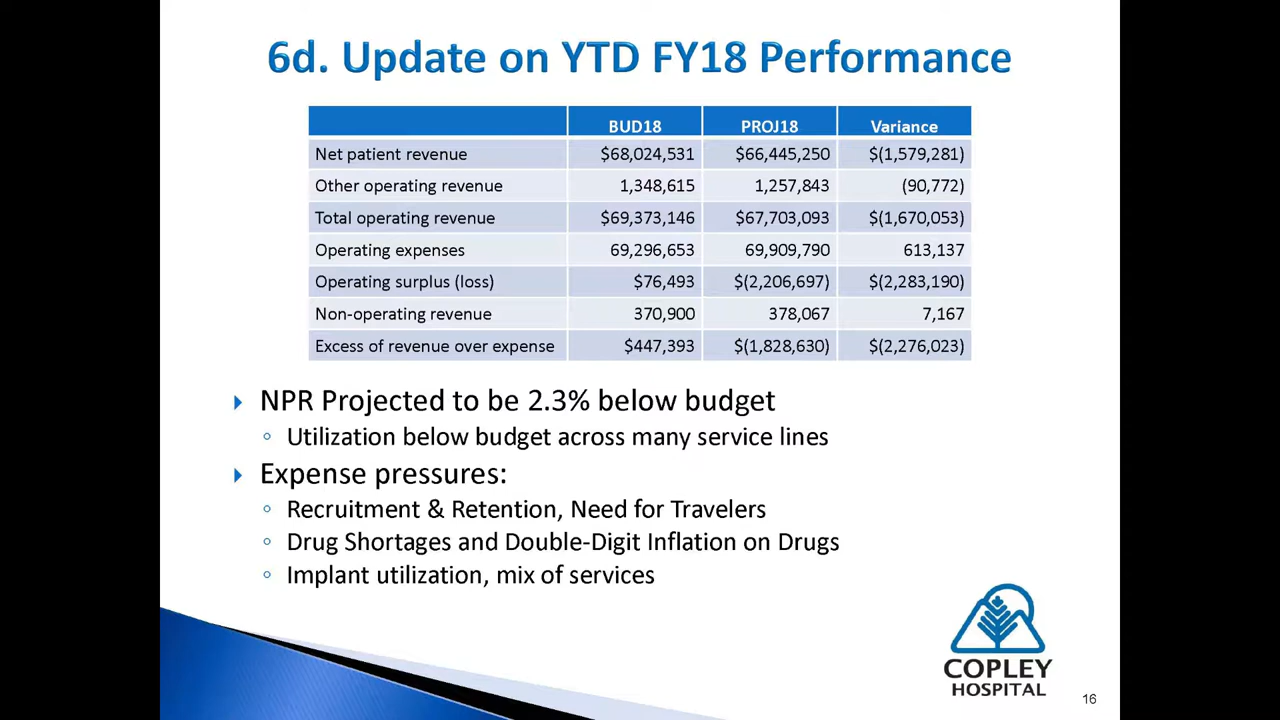 6d. Update on YTD FY18 Performance
BUD18 PROJ18 Variance
Net patient revenue $68,024,531 $66,445,250 $(1,579,281)
Other operating revenue 1,348,615 1,257,843 (90,772)
Total operating revenue $69,373,146 $67,703,093 $(1,670,053)
Operating expenses 69,296,653 69,909,790 613,137
Operating surplus (loss) $76,493 $(2,206,697) $(2,283,190)
Non-operating revenue 370,900 378,067 7,167
Excess of revenue over expense $447,393 $(1,828,630) $(2,276,023)
NPR Projected to be 2.3% below budget
Utilization below budget across many service lines
Expense pressures:
Recruitment & Retention, Need for Travelers
Drug Shortages and Double-Digit Inflation on Drugs
Implant utilization, mix of services
COPLEY
HOSPITAL
16